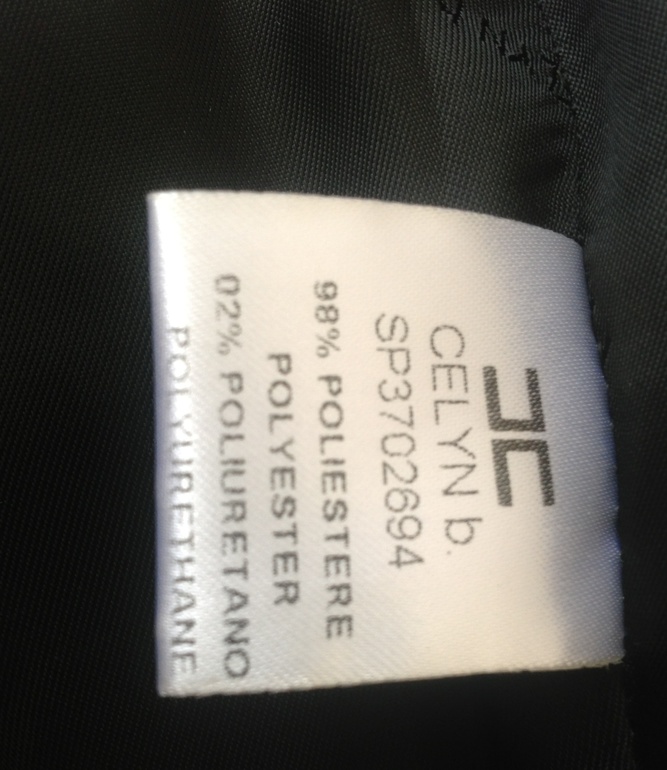 CELYN b.
SP3702694
98% POLIESTERE
POLYESTER
02% POLIURETANO
POLYURETHANE